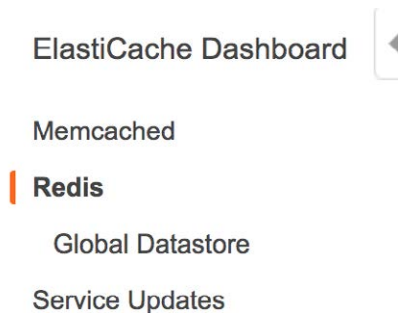 ElastiCache Dashboard
Memcached
Redis
Global Datastore
Service Updates